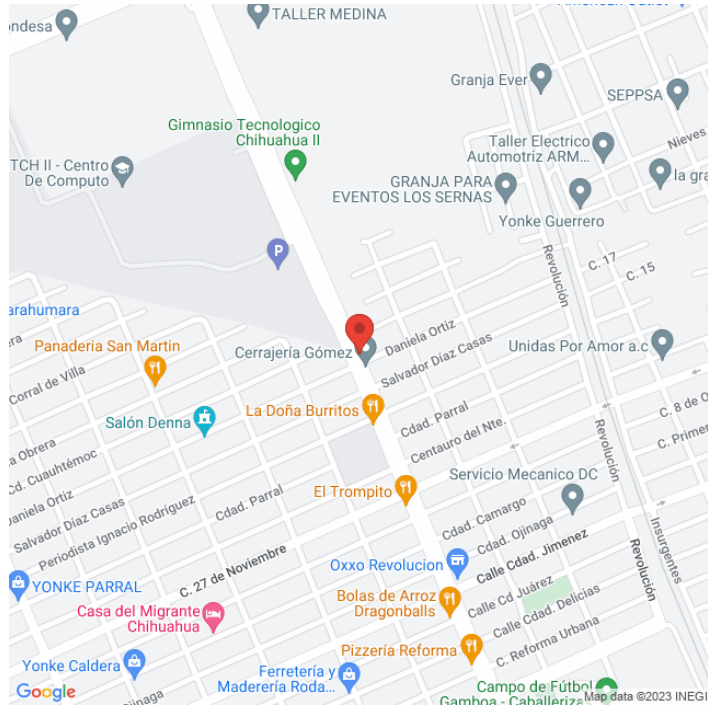 ondesa
TALLER MEDINA
Granja Ever
SEPPSA
Gimnasio Tecnologico
Chihuahua II
Nieves
TCH II - Centro
De Computo
Taller Electrico
Automotriz ARM...
GRANJA PARA
EVENTOS LOS SERNAS
la gra
Yonke Guerrero
P
Revolución
C. 17
C. 15
arahumara
Daniela Ortiz
Panaderia San Martin
Cerrajería Gómez
Unidas Por Amor a.c
Corral de Villa
Salvador Díaz Casas
La Doña Burritos
Salón Denna
Cdad. Parral
C. 8 de O
Centauro del Nte.
Revolución
C. Primer
a Obrera
Cd. Cuauhtémoc
Servicio Mecanico DC
El Trompito
Daniela Ortiz
Cdad. Parral
Periodista Ignacio Rodríguez
Salvador Díaz Casas
Cdad. Camargo
Cdad. Ojinaga
Insurgentes
Calle Cdad. Jimenez
Oxxo Revolucion
C. 27 de Noviembre
YONKE PARRAL
Revolución
Calle Cd Juárez
Bolas de Arroz
Dragonballs
Casa del Migrante
Chihuahua
Calle Cdad. Delicias
Pizzería Reforma
C. Reforma Urbana
Yonke Caldera
Ferretería y
Maderería Roda...
Campo de Fútbol
Gamboa - Caballeriza
Google
Ojinaga
Map data ©2023 INEGI